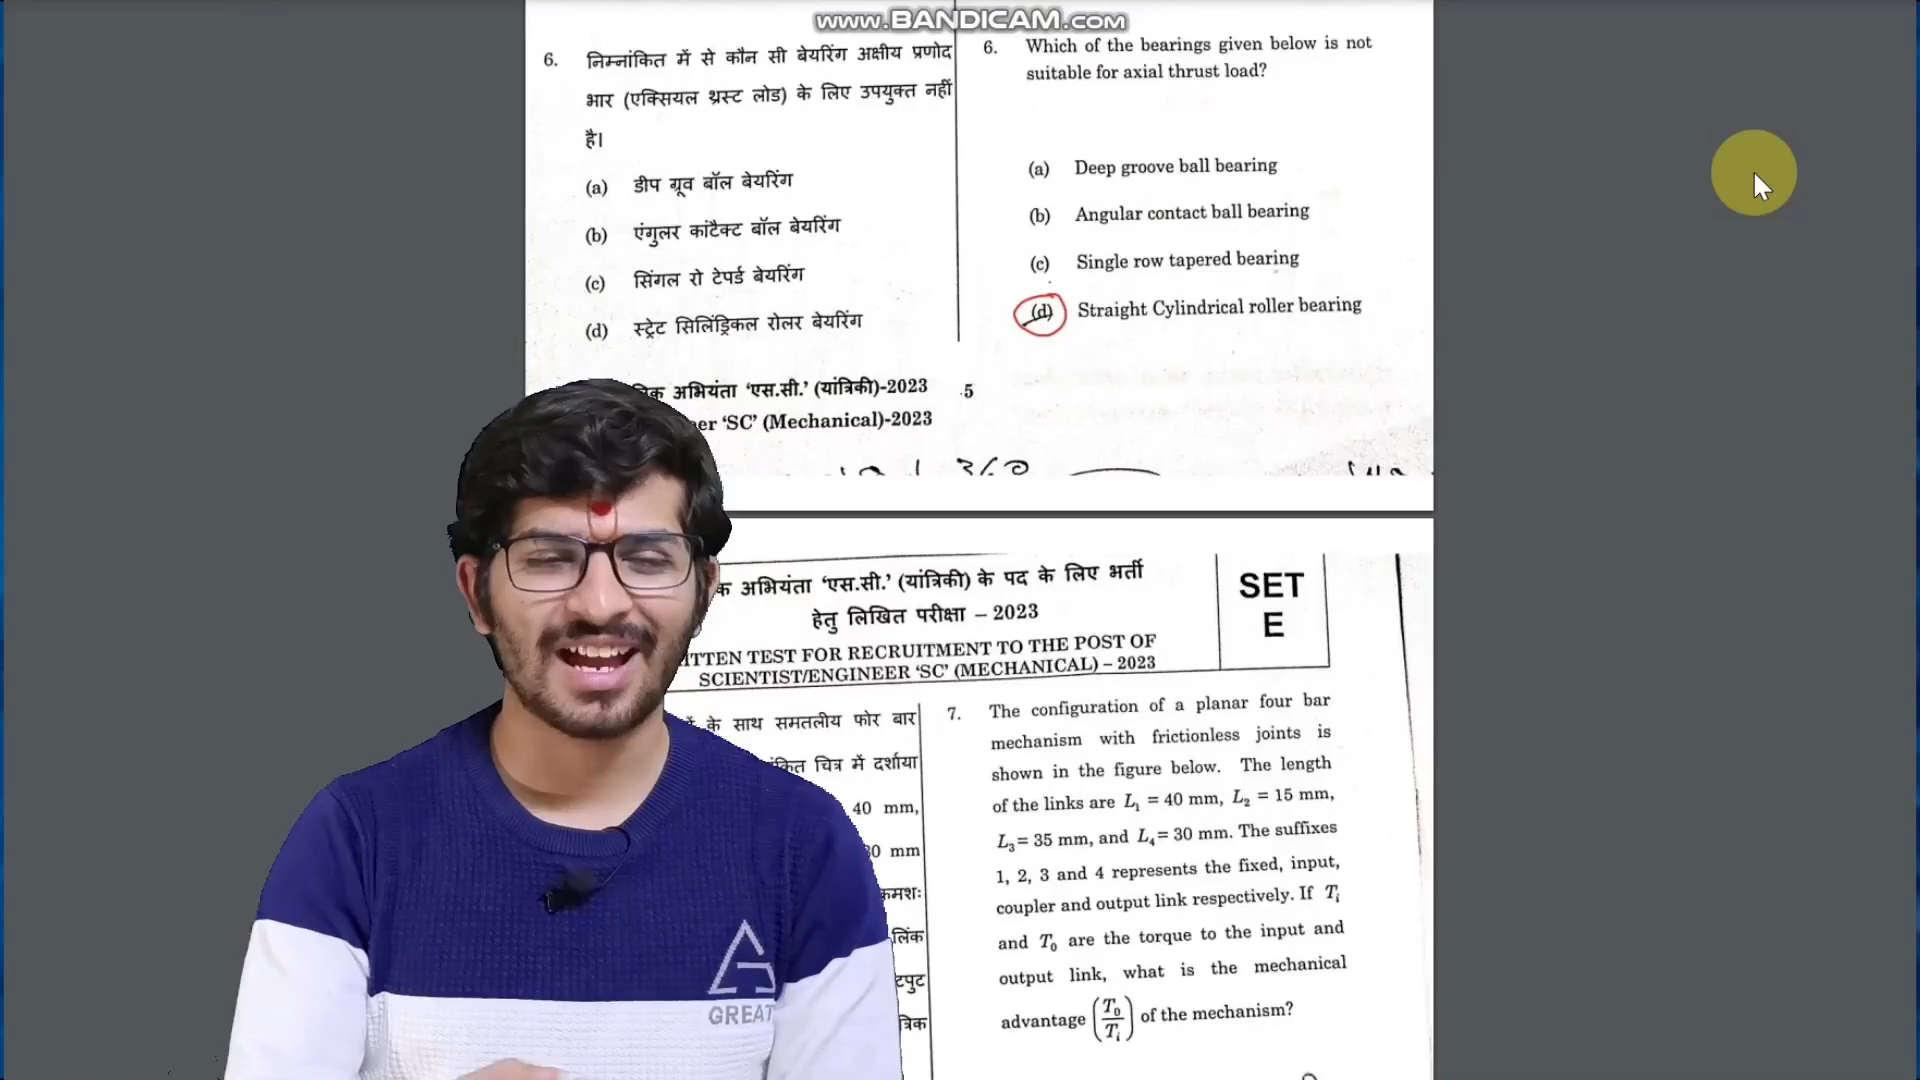 www.BANDICAM.com
6. निम्नांकित में से कौन सी बेयरिंग अक्षीय प्रणोद
भार (एक्सियल थ्रस्ट लोड) के लिए उपयुक्त नहीं
है।
(a) डीप ग्रूव बॉल बेयरिंग
(b) एंगुलर कांटैक्ट बॉल बेयरिंग
(c) सिंगल रो टेपर्ड बेयरिंग
(d) स्ट्रेट सिलिंड्रिकल रोलर बेयरिंग
6. Which of the bearings given below is not
suitable for axial thrust load?
(a) Deep groove ball bearing
(b) Angular contact ball bearing
(c) Single row tapered bearing
(d) Straight Cylindrical roller bearing
अभियंता ‘एस.सी.’ (यांत्रिकी)-2023 5
‘SC’ (Mechanical)-2023
अभियंता ‘एस.सी.’ (यांत्रिकी) के पद के लिए भर्ती
हेतु लिखित परीक्षा – 2023
TEST FOR RECRUITMENT TO THE POST OF
SCIENTIST/ENGINEER ‘SC’ (MECHANICAL) – 2023
SET
E
के साथ समतलीय फोर बार
चित्र में दर्शाया
40 mm,
mm
7. The configuration of a planar four bar
mechanism with frictionless joints is
shown in the figure below. The length
of the links are L₁ = 40 mm, L₂ = 15 mm,
L₃ = 35 mm, and L₄ = 30 mm. The suffixes
1, 2, 3 and 4 represents the fixed, input,
coupler and output link respectively. If Tᵢ
and T₀ are the torque to the input and
output link, what is the mechanical
advantage (T₀/Tᵢ) of the mechanism?
GREAT